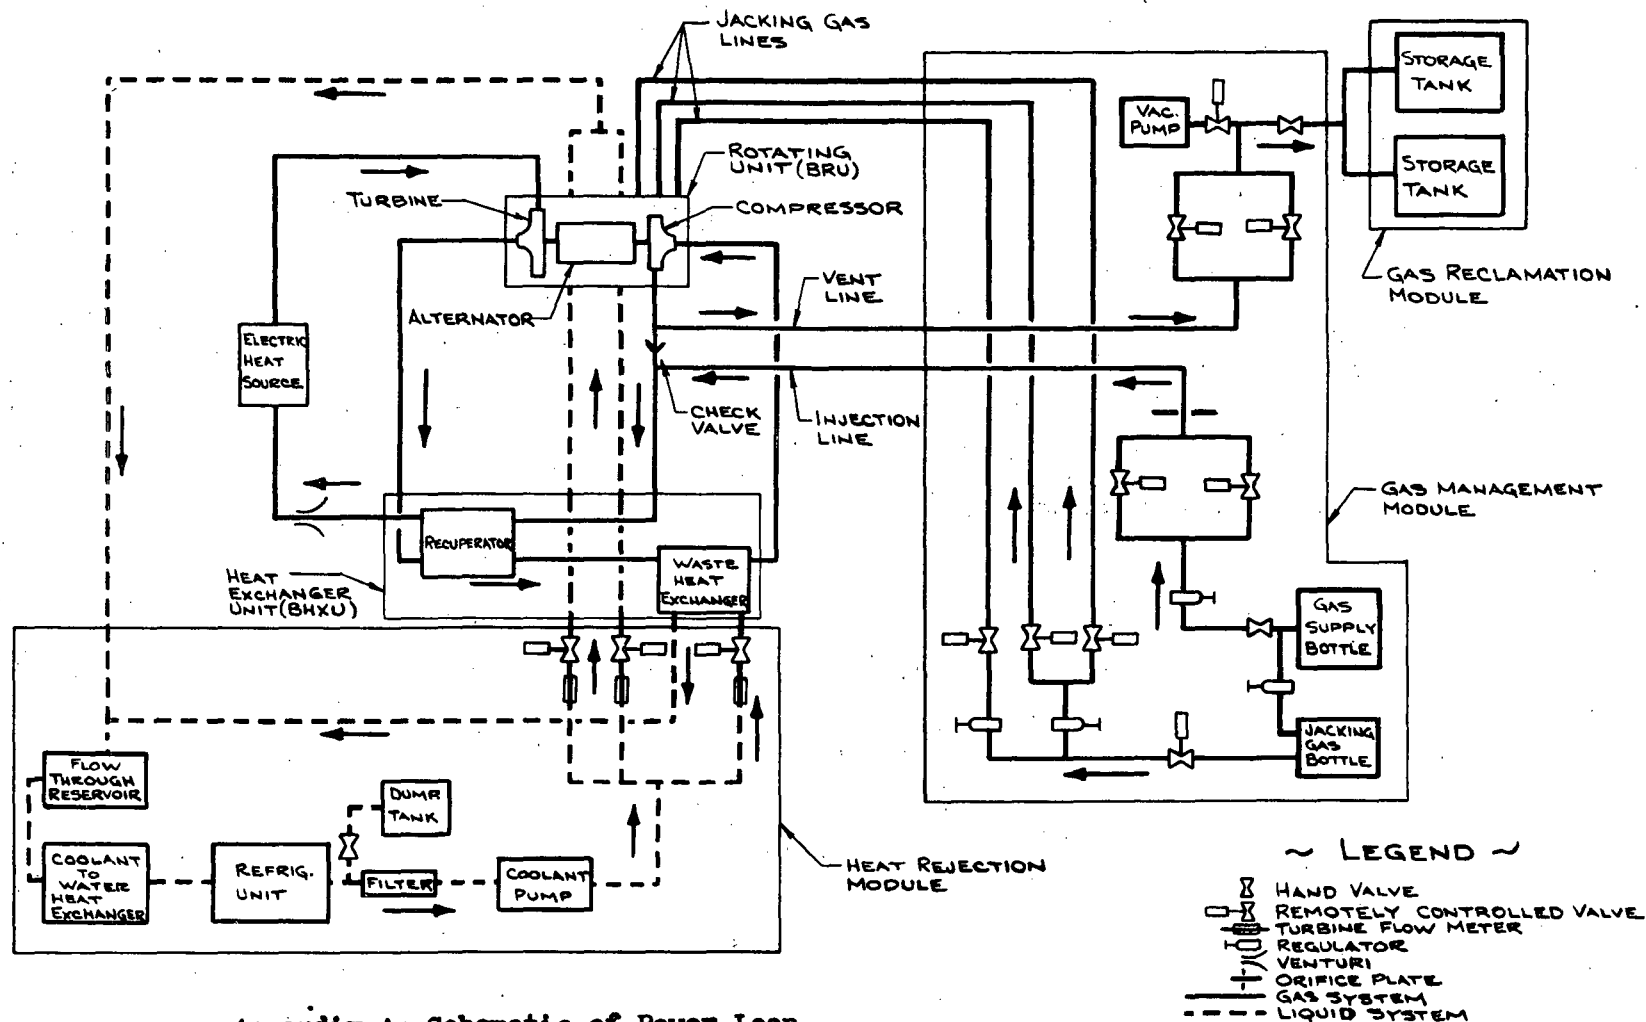 JACKING GAS
LINES
VAC.
PUMP
STORAGE
TANK
STORAGE
TANK
ROTATING
UNIT (BRU)
TURBINE
COMPRESSOR
GAS RECLAMATION
MODULE
VENT
LINE
ALTERNATOR
ELECTRIC
HEAT
SOURCE
CHECK
VALVE
INJECTION
LINE
GAS MANAGEMENT
MODULE
RECUPERATOR
WASTE
HEAT
EXCHANGER
HEAT
EXCHANGER
UNIT (BHXU)
GAS
SUPPLY
BOTTLE
JACKING
GAS
BOTTLE
FLOW
THROUGH
RESERVOIR
DUMP
TANK
COOLANT
TO
WATER
HEAT
EXCHANGER
REFRIG.
UNIT
FILTER
COOLANT
PUMP
HEAT REJECTION
MODULE
~ LEGEND ~
HAND VALVE
REMOTELY CONTROLLED VALVE
TURBINE FLOW METER
REGULATOR
VENTURI
ORIFICE PLATE
GAS SYSTEM
LIQUID SYSTEM
Schematic of Power Loop